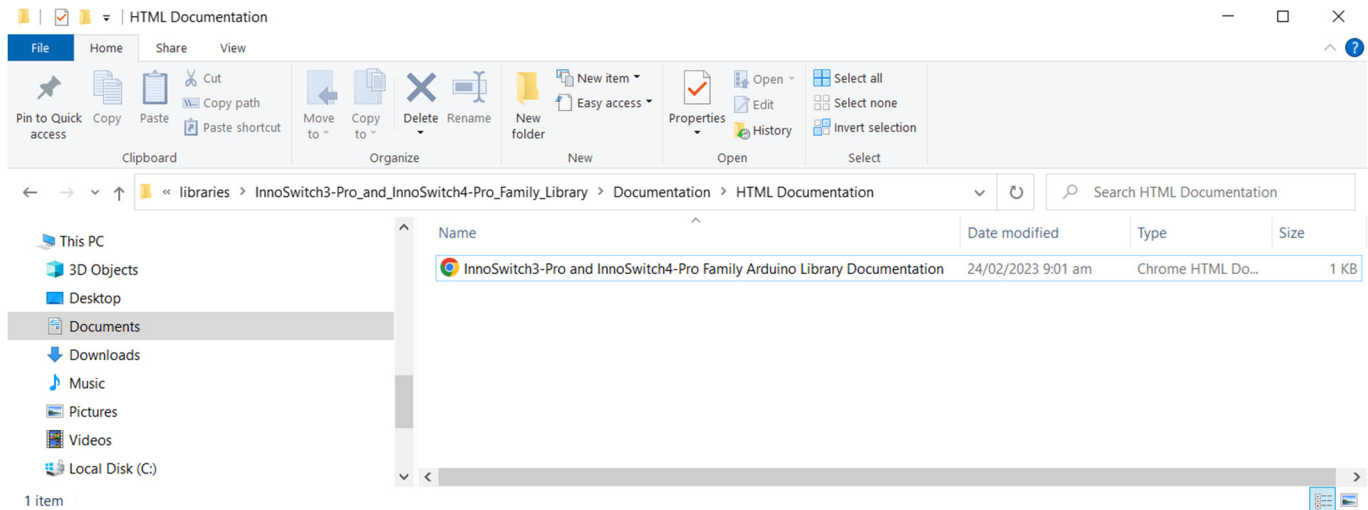 HTML Documentation
File Home Share View
Pin to Quick access
Copy
Paste
Cut
Copy path
Paste shortcut
Move to
Copy to
Delete
Rename
New folder
New item
Easy access
Properties
Open
Edit
History
Select all
Select none
Invert selection
Clipboard Organize New Open Select
« libraries > InnoSwitch3-Pro_and_InnoSwitch4-Pro_Family_Library > Documentation > HTML Documentation
Search HTML Documentation
Name Date modified Type Size
InnoSwitch3-Pro and InnoSwitch4-Pro Family Arduino Library Documentation 24/02/2023 9:01 am Chrome HTML Do... 1 KB
This PC
3D Objects
Desktop
Documents
Downloads
Music
Pictures
Videos
Local Disk (C:)
1 item